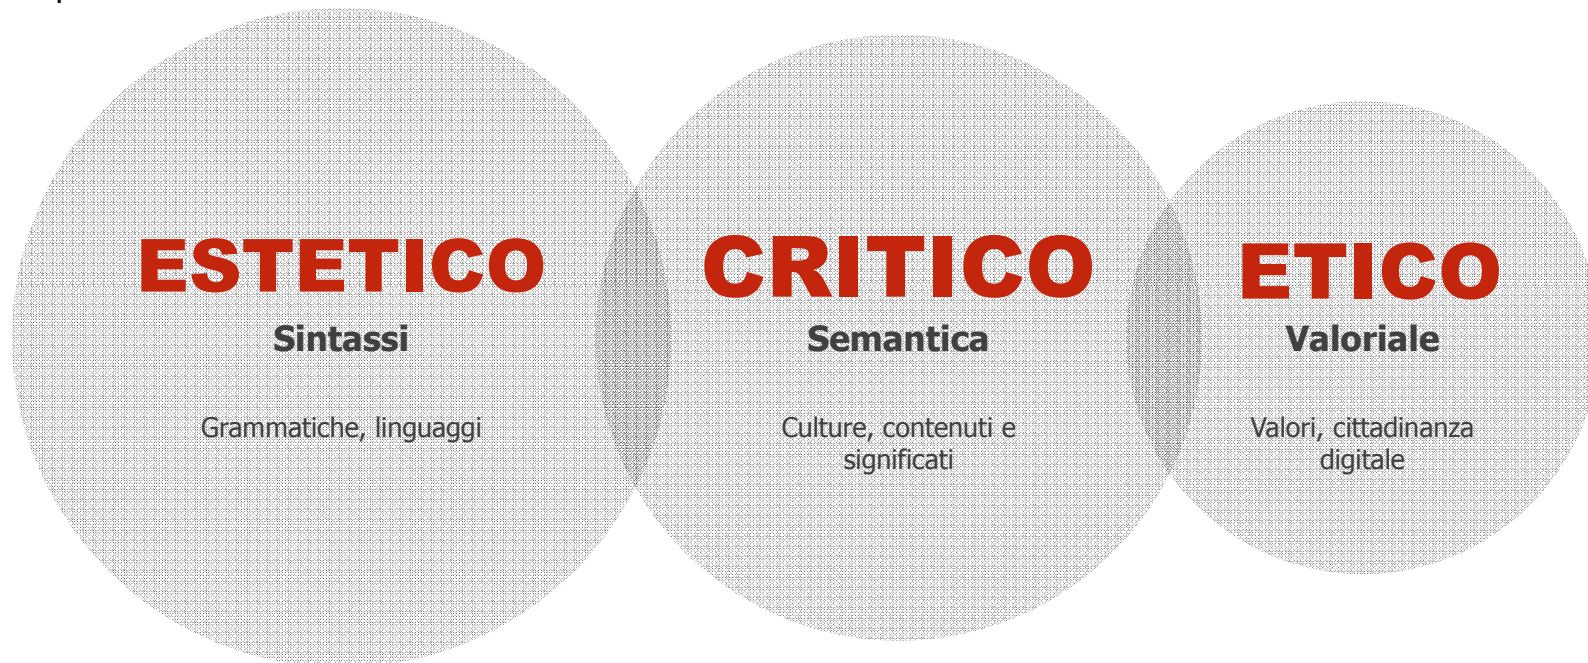 ESTETICO
Sintassi
Grammatiche, linguaggi
CRITICO
Semantica
Culture, contenuti e
significati
ETICO
Valoriale
Valori, cittadinanza
digitale